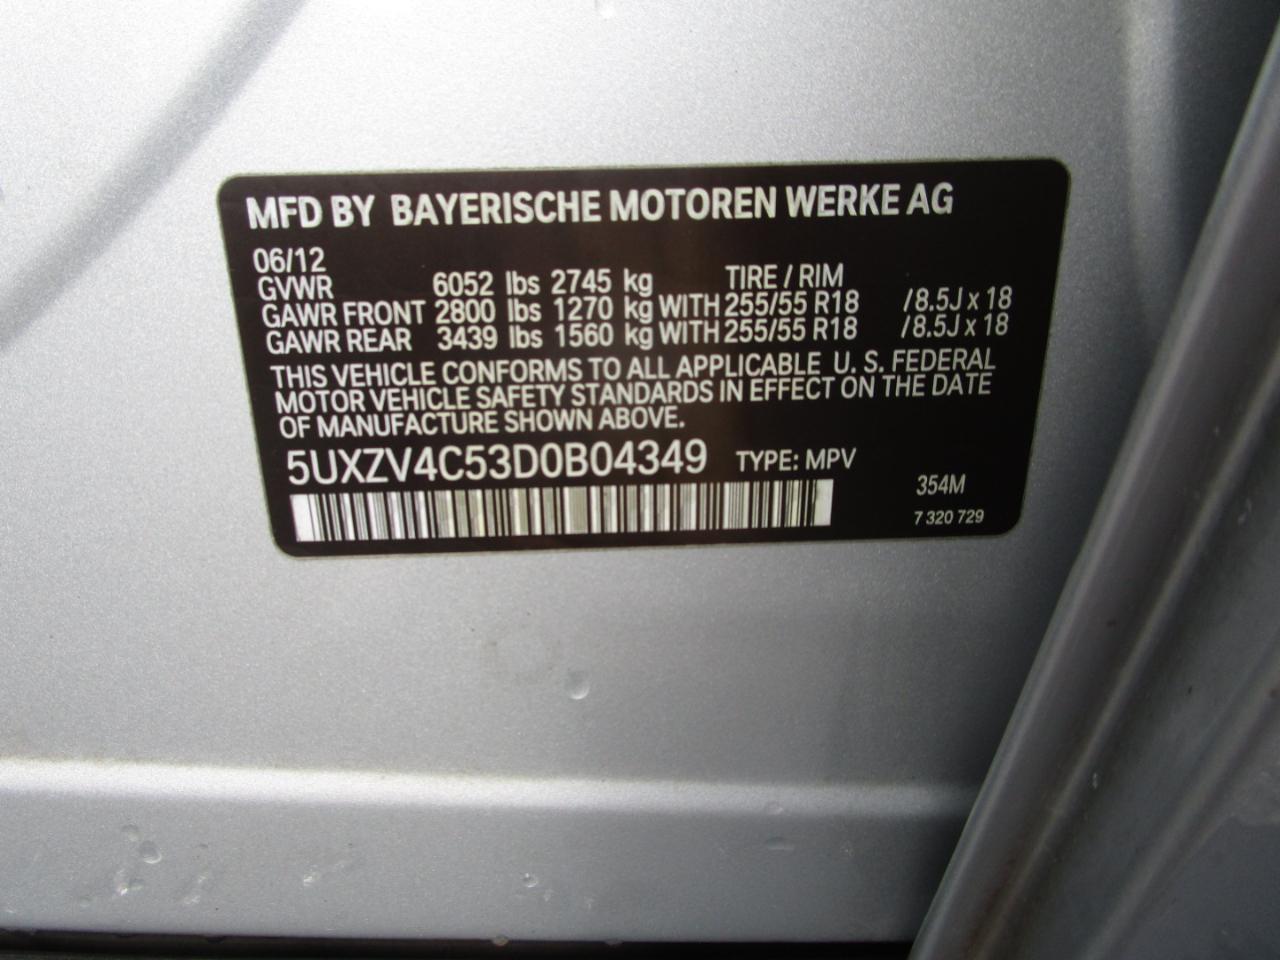 MFD BY BAYERISCHE MOTOREN WERKE AG
06/12
GVWR 6052 lbs 2745 kg TIRE / RIM
GAWR FRONT 2800 lbs 1270 kg WITH 255/55 R18 /8.5J x 18
GAWR REAR 3439 lbs 1560 kg WITH 255/55 R18 /8.5J x 18
THIS VEHICLE CONFORMS TO ALL APPLICABLE U. S. FEDERAL
MOTOR VEHICLE SAFETY STANDARDS IN EFFECT ON THE DATE
OF MANUFACTURE SHOWN ABOVE.
5UXZV4C53D0B04349 TYPE: MPV
354M
7 320 729